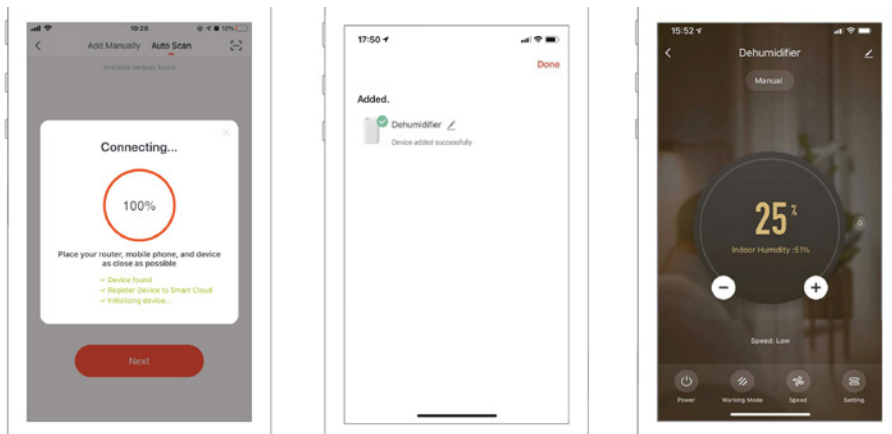 10:26
10%
Add Manually Auto Scan
Available devices found
Connecting...
100%
Place your router, mobile phone, and device
as close as possible
✓ Device found
✓ Register Device to Smart Cloud
✓ Initializing device...
Next
17:50
Done
Added.
Dehumidifier
Device added successfully
15:52
Dehumidifier
Manual
25%
Indoor Humidity :51%
Speed: Low
Power Working Mode Speed Setting